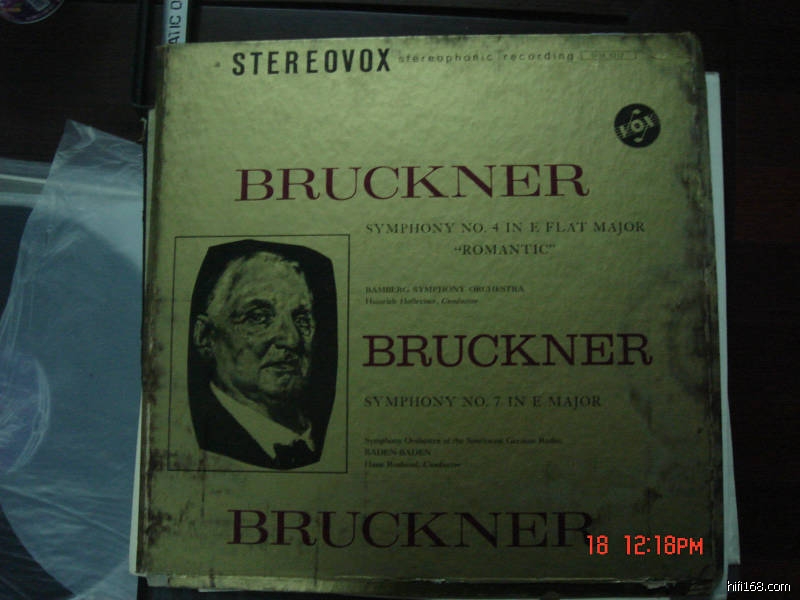 ATIC O
STEREOVOX stereophonic recording
VOX
BRUCKNER
SYMPHONY NO. 4 IN E FLAT MAJOR
“ROMANTIC”
BAMBERG SYMPHONY ORCHESTRA
Heinrich Hollreiser, Conductor
BRUCKNER
SYMPHONY NO. 7 IN E MAJOR
Symphony Orchestra of the Southwest German Radio,
BADEN-BADEN
Hans Rosbaud, Conductor
BRUCKNER
18 12:18PM
hifi168.com